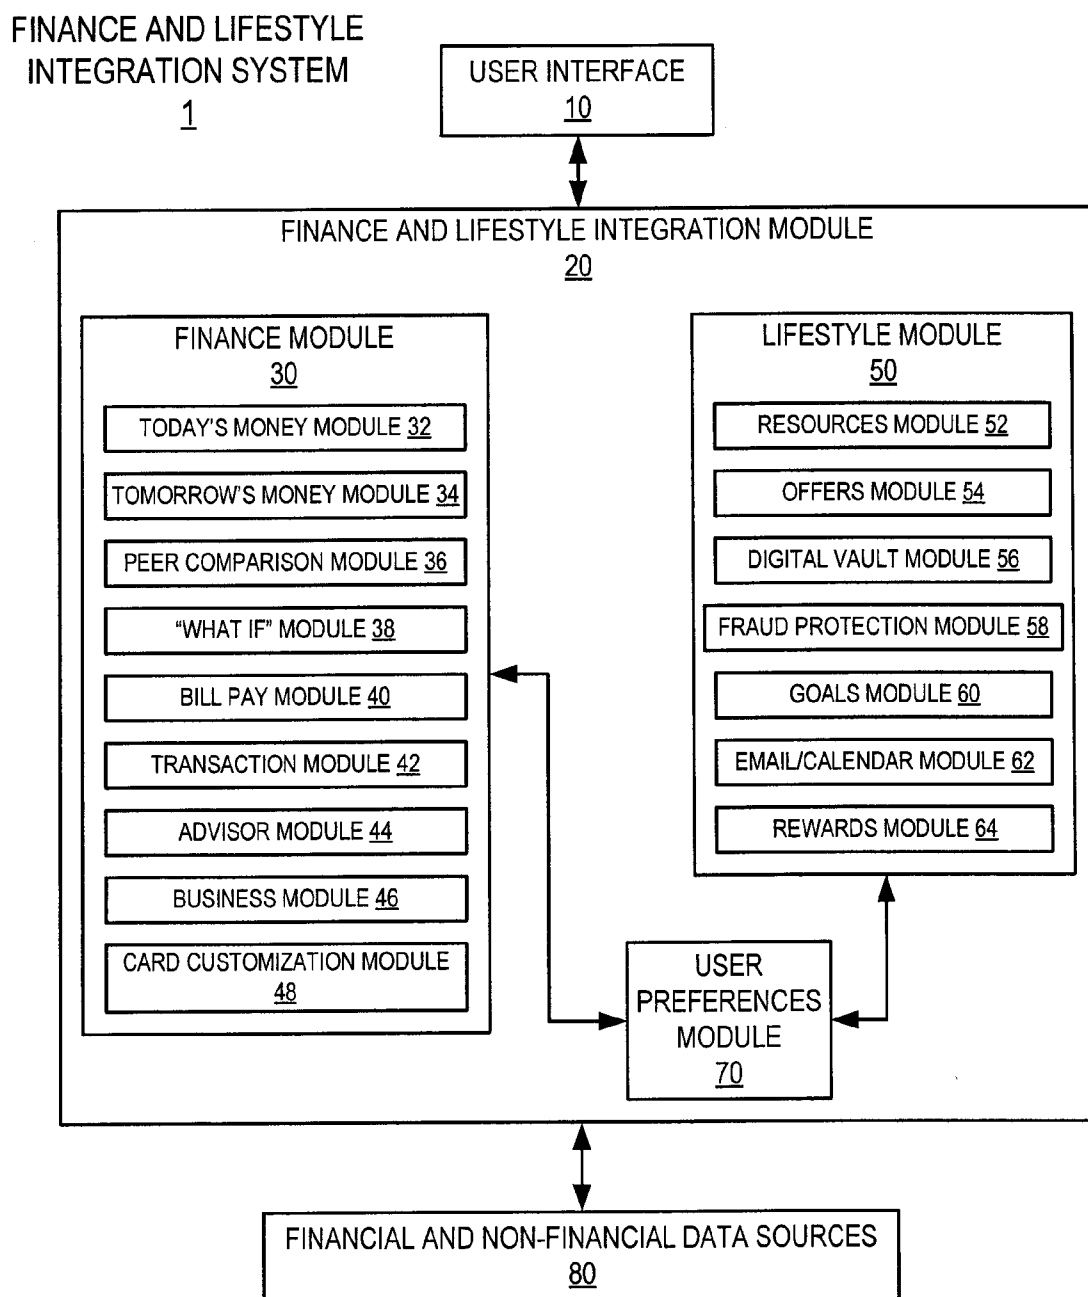 FINANCE AND LIFESTYLE
INTEGRATION SYSTEM
1
USER INTERFACE
10
FINANCE AND LIFESTYLE INTEGRATION MODULE
20
FINANCE MODULE
30
TODAY'S MONEY MODULE 32
TOMORROW'S MONEY MODULE 34
PEER COMPARISON MODULE 36
"WHAT IF" MODULE 38
BILL PAY MODULE 40
TRANSACTION MODULE 42
ADVISOR MODULE 44
BUSINESS MODULE 46
CARD CUSTOMIZATION MODULE
48
LIFESTYLE MODULE
50
RESOURCES MODULE 52
OFFERS MODULE 54
DIGITAL VAULT MODULE 56
FRAUD PROTECTION MODULE 58
GOALS MODULE 60
EMAIL/CALENDAR MODULE 62
REWARDS MODULE 64
USER
PREFERENCES
MODULE
70
FINANCIAL AND NON-FINANCIAL DATA SOURCES
80